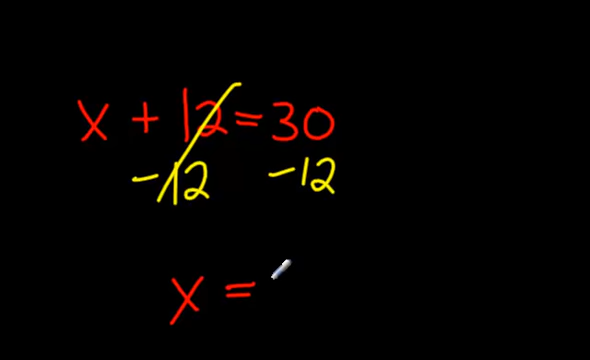 x + 12 = 30
-12 -12
x =